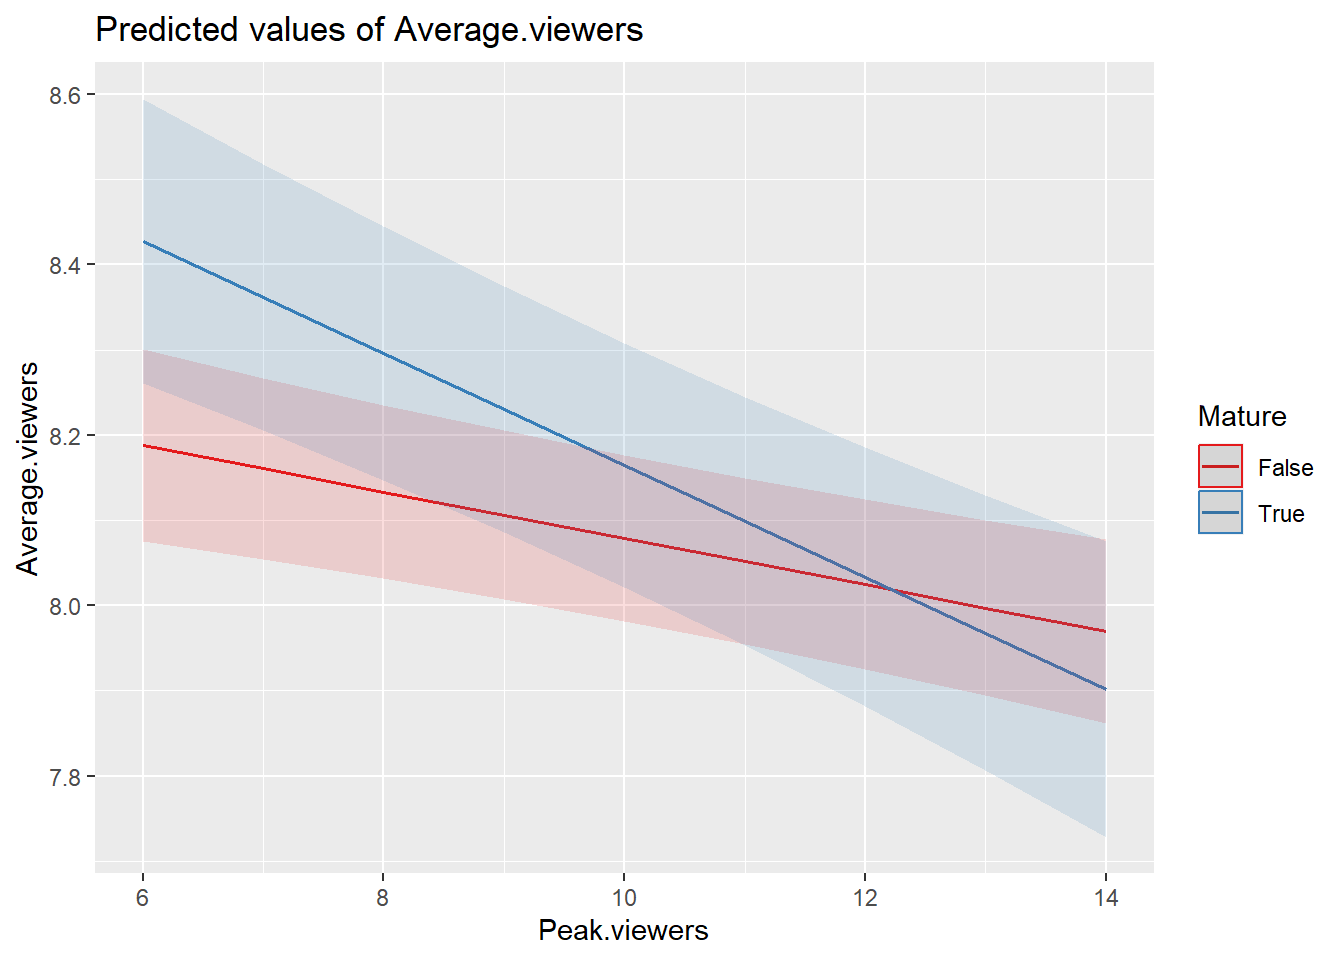 Predicted values of Average.viewers
8.6
8.4
8.2
8.0
7.8
Average.viewers
6 8 10 12 14
Peak.viewers
Mature
False
True